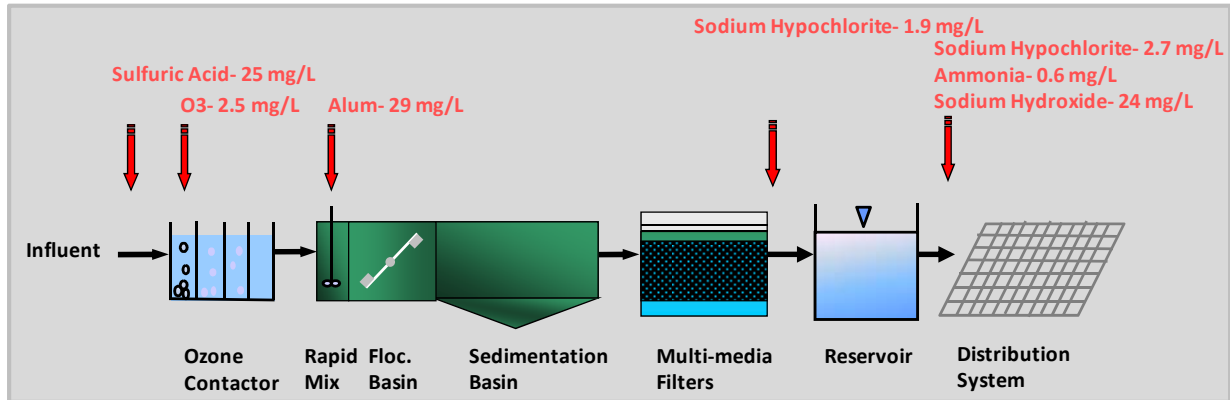 Sodium Hypochlorite- 1.9 mg/L
Sodium Hypochlorite- 2.7 mg/L
Sulfuric Acid- 25 mg/L
Ammonia- 0.6 mg/L
O3- 2.5 mg/L
Alum- 29 mg/L
Sodium Hydroxide- 24 mg/L
Influent
Ozone
Contactor
Rapid
Mix
Floc.
Basin
Sedimentation
Basin
Multi-media
Filters
Reservoir
Distribution
System